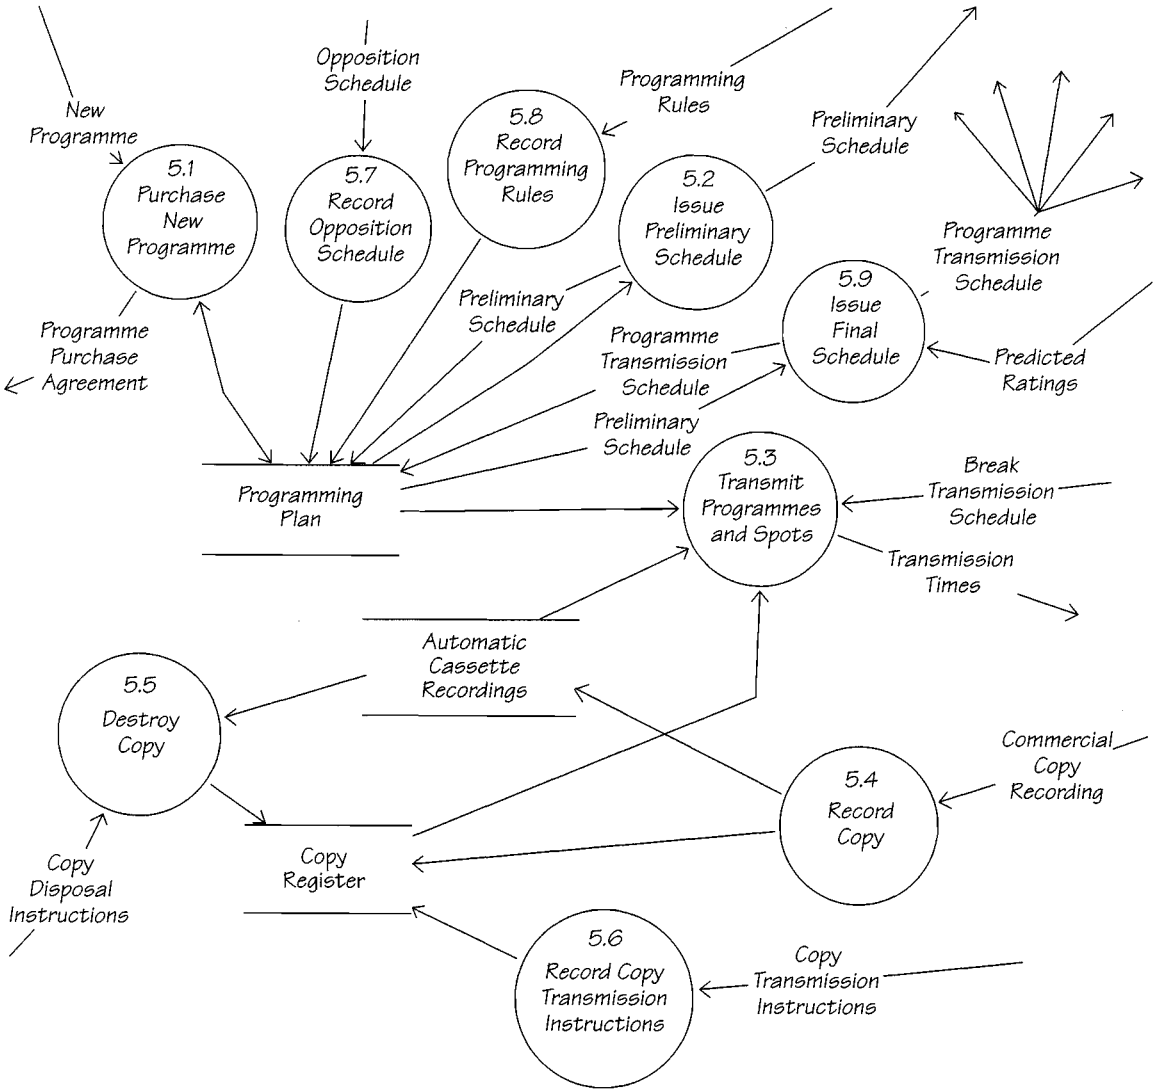 Opposition
Schedule
Programming
Rules
New
Programme
5.8
Record
Programming
Rules
Preliminary
Schedule
5.1
Purchase
New
Programme
5.7
Record
Opposition
Schedule
5.2
Issue
Preliminary
Schedule
Programme
Transmission
Schedule
5.9
Issue
Final
Schedule
Preliminary
Schedule
Programme
Purchase
Agreement
Programme
Transmission
Schedule
Predicted
Ratings
Preliminary
Schedule
Programming
Plan
5.3
Transmit
Programmes
and Spots
Break
Transmission
Schedule
Transmission
Times
Automatic
Cassette
Recordings
5.5
Destroy
Copy
Commercial
Copy
Recording
5.4
Record
Copy
Copy
Disposal
Instructions
Copy
Register
5.6
Record Copy
Transmission
Instructions
Copy
Transmission
Instructions